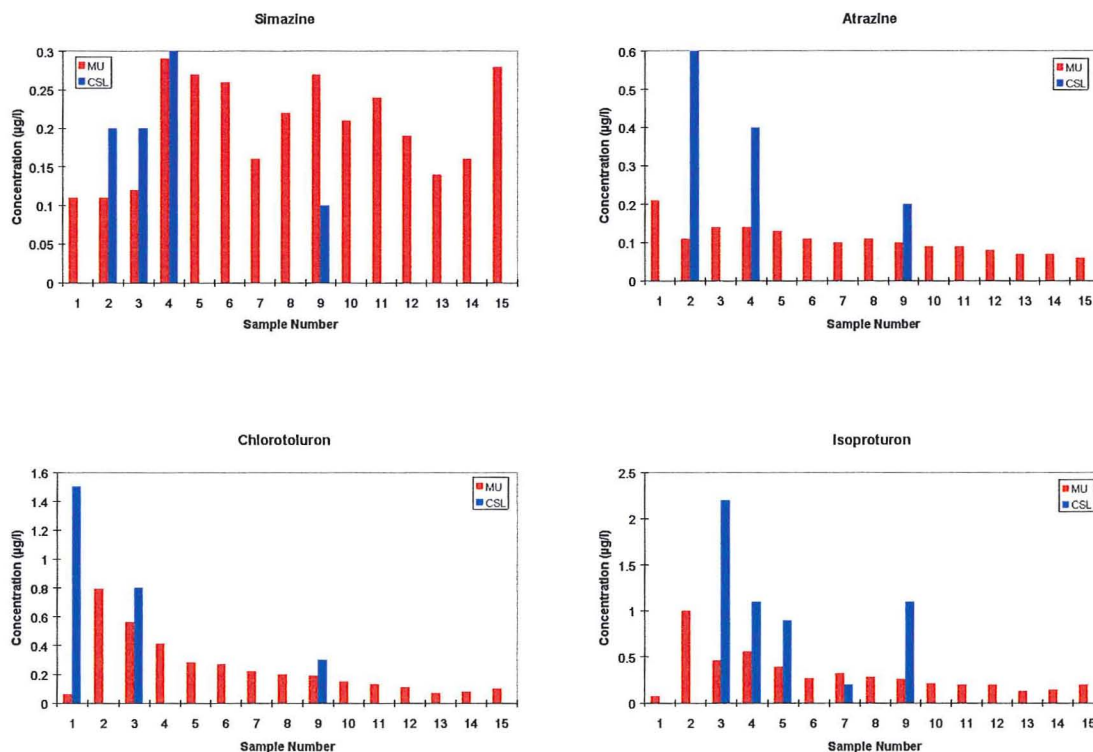 Simazine
Concentration (µg/l)
0.3
0.25
0.2
0.15
0.1
0.05
0
MU
CSL
1 2 3 4 5 6 7 8 9 10 11 12 13 14 15
Sample Number
Atrazine
Concentration (µg/l)
0.6
0.5
0.4
0.3
0.2
0.1
0
MU
CSL
1 2 3 4 5 6 7 8 9 10 11 12 13 14 15
Sample Number
Chlorotoluron
Concentration (µg/l)
1.6
1.4
1.2
1
0.8
0.6
0.4
0.2
0
MU
CSL
1 2 3 4 5 6 7 8 9 10 11 12 13 14 15
Sample Number
Isoproturon
Concentration (µg/l)
2.5
2
1.5
1
0.5
0
MU
CSL
1 2 3 4 5 6 7 8 9 10 11 12 13 14 15
Sample Number